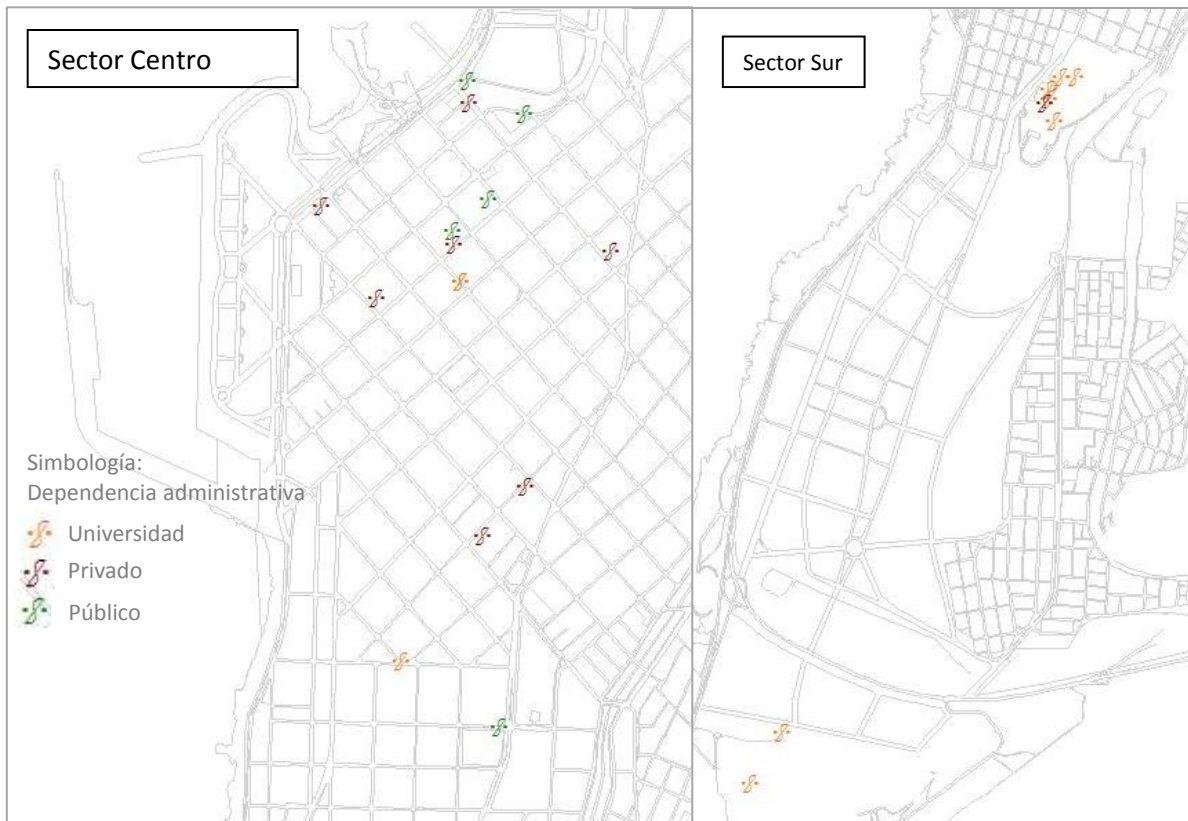 Sector Centro
Sector Sur
Simbología:
Dependencia administrativa
Universidad
Privado
Público